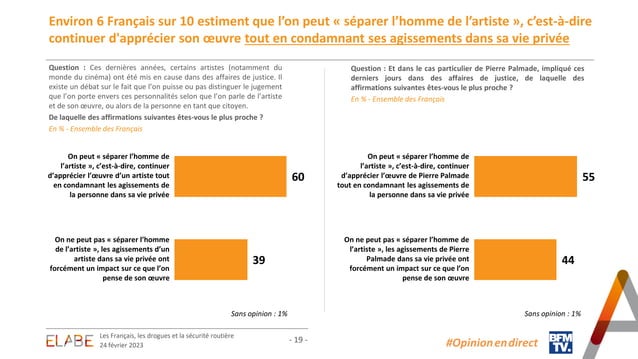 Environ 6 Français sur 10 estiment que l’on peut « séparer l’homme de l’artiste », c’est-à-dire
continuer d'apprécier son œuvre tout en condamnant ses agissements dans sa vie privée
Question : Ces dernières années, certains artistes (notamment du
monde du cinéma) ont été mis en cause dans des affaires de justice. Il
existe un débat sur le fait que l’on puisse ou pas distinguer le jugement
que l’on porte envers ces personnalités selon que l’on parle de l’artiste
et de son œuvre, ou alors de la personne en tant que citoyen.
De laquelle des affirmations suivantes êtes-vous le plus proche ?
En % - Ensemble des Français
On peut « séparer l’homme de
l’artiste », c’est-à-dire, continuer
d’apprécier l’œuvre d’un artiste tout
en condamnant les agissements de
la personne dans sa vie privée
60
On ne peut pas « séparer l’homme
de l’artiste », les agissements d’un
artiste dans sa vie privée ont
forcément un impact sur ce que l’on
pense de son œuvre
39
Sans opinion : 1%
Question : Et dans le cas particulier de Pierre Palmade, impliqué ces
derniers jours dans des affaires de justice, de laquelle des
affirmations suivantes êtes-vous le plus proche ?
En % - Ensemble des Français
On peut « séparer l’homme de
l’artiste », c’est-à-dire, continuer
d’apprécier l’œuvre de Pierre Palmade
tout en condamnant les agissements de
la personne dans sa vie privée
55
On ne peut pas « séparer l’homme de
l’artiste », les agissements de Pierre
Palmade dans sa vie privée ont
forcément un impact sur ce que l’on
pense de son œuvre
44
Sans opinion : 1%
ELABE
Les Français, les drogues et la sécurité routière
24 février 2023
- 19 -
#Opinionendirect
BFM
TV.